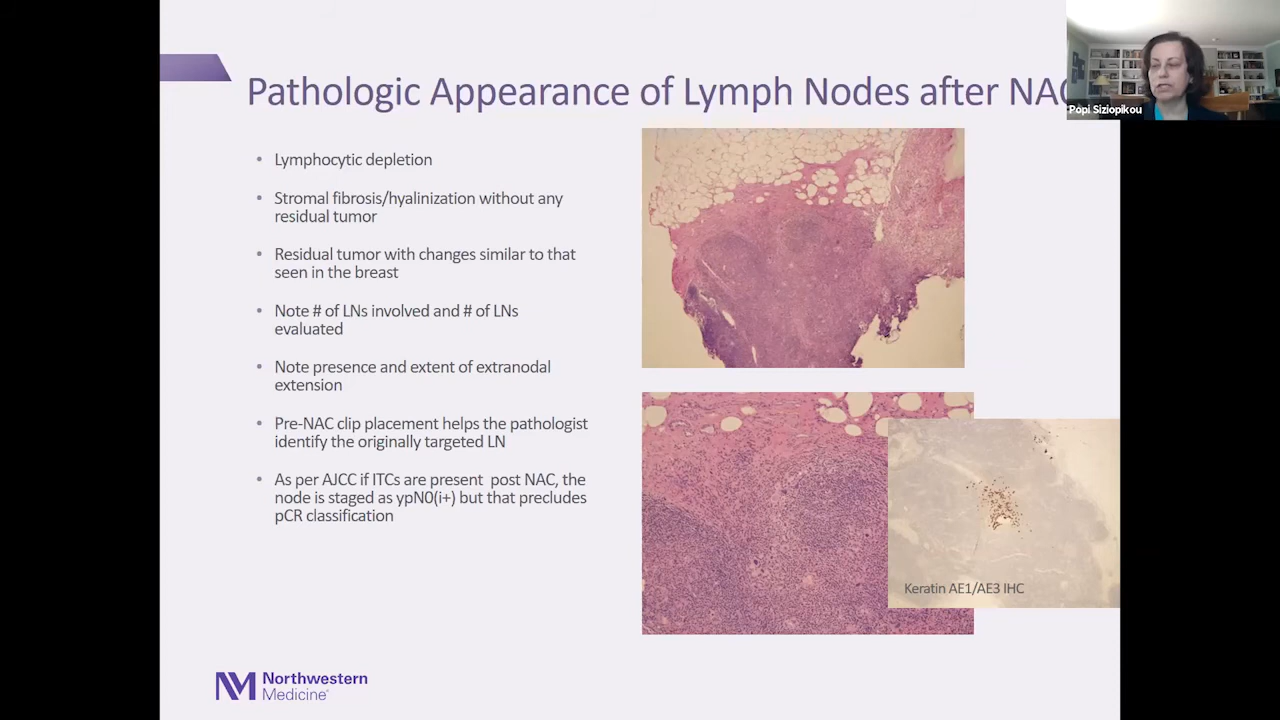 Pathologic Appearance of Lymph Nodes after NAC
Popi Siziopikou
• Lymphocytic depletion
• Stromal fibrosis/hyalinization without any
residual tumor
• Residual tumor with changes similar to that
seen in the breast
• Note # of LNs involved and # of LNs
evaluated
• Note presence and extent of extranodal
extension
• Pre-NAC clip placement helps the pathologist
identify the originally targeted LN
• As per AJCC if ITCs are present post NAC, the
node is staged as ypN0(i+) but that precludes
pCR classification
Keratin AE1/AE3 IHC
NM Northwestern
Medicine